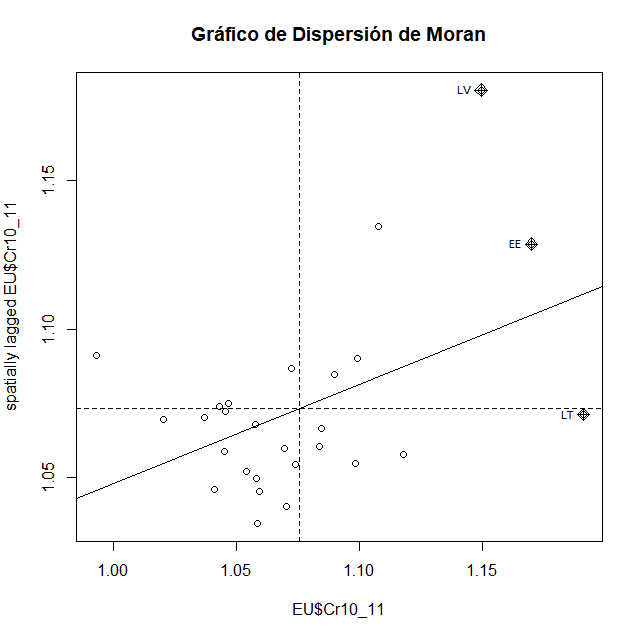 Gráfico de Dispersión de Moran
LV
EE
LT
spatially lagged EU$Cr10_11
1.05
1.10
1.15
1.00
1.05
1.10
1.15
EU$Cr10_11